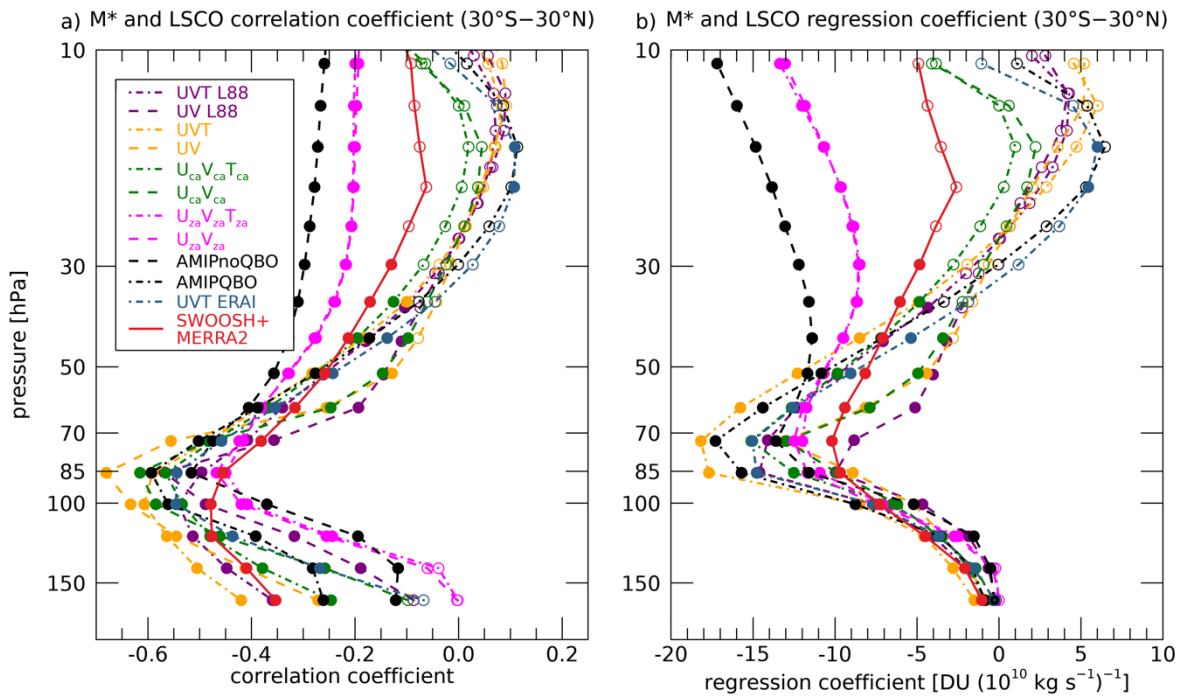 a) M* and LSCO correlation coefficient (30°S−30°N)
10
30
50
70
85
100
150
pressure [hPa]
UVT L88
UV L88
UVT
UV
UcaVcaTca
UcaVca
UzaVzaTza
UzaVza
AMIPnoQBO
AMIPQBO
UVT ERAI
SWOOSH+
MERRA2
-0.6 -0.4 -0.2 0.0 0.2
correlation coefficient
b) M* and LSCO regression coefficient (30°S−30°N)
10
30
50
70
85
100
150
-20 -15 -10 -5 0 5 10
regression coefficient [DU (10¹⁰ kg s⁻¹)⁻¹]